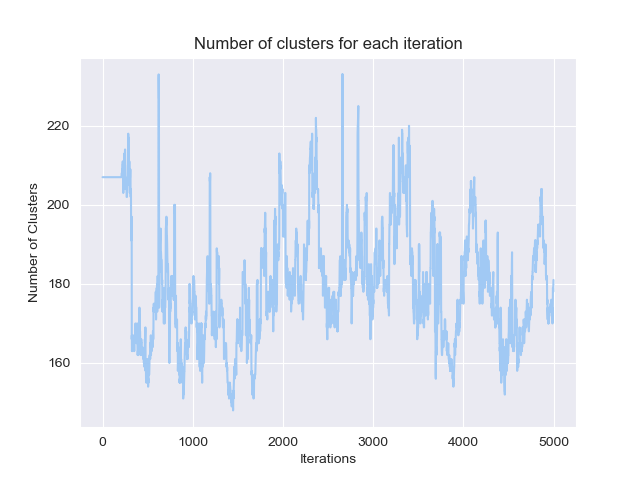 Number of clusters for each iteration
220
200
180
160
Number of Clusters
0 1000 2000 3000 4000 5000
Iterations